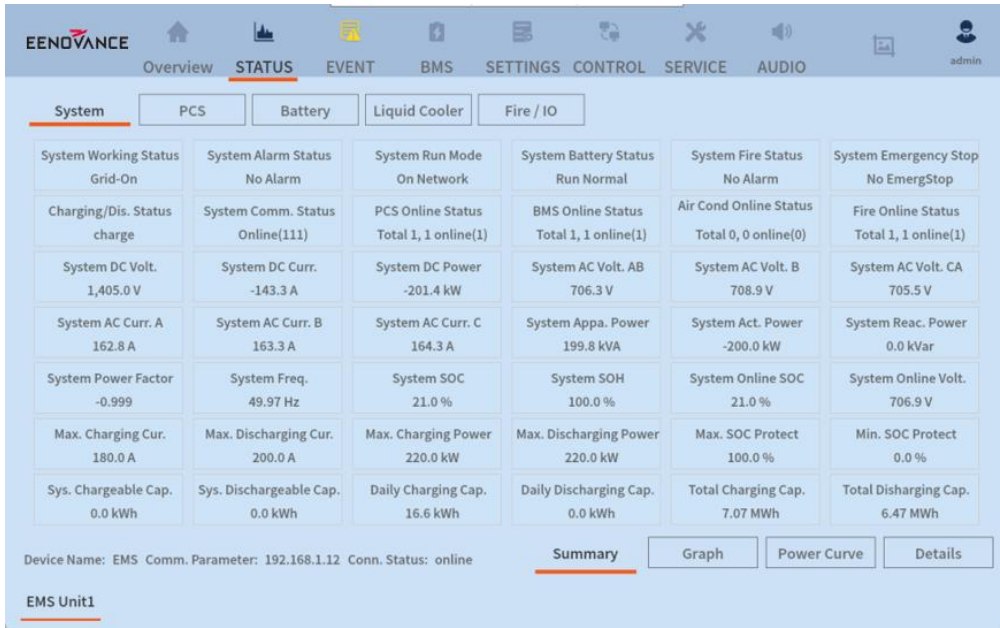 EENOVANCE
Overview STATUS EVENT BMS SETTINGS CONTROL SERVICE AUDIO admin
System PCS Battery Liquid Cooler Fire / IO
System Working Status System Alarm Status System Run Mode System Battery Status System Fire Status System Emergency Stop
Grid-On No Alarm On Network Run Normal No Alarm No EmergStop
Charging/Dis. Status System Comm. Status PCS Online Status BMS Online Status Air Cond Online Status Fire Online Status
charge Online(111) Total 1, 1 online(1) Total 1, 1 online(1) Total 0, 0 online(0) Total 1, 1 online(1)
System DC Volt. System DC Curr. System DC Power System AC Volt. AB System AC Volt. B System AC Volt. CA
1,405.0 V -143.3 A -201.4 kW 706.3 V 708.9 V 705.5 V
System AC Curr. A System AC Curr. B System AC Curr. C System Appa. Power System Act. Power System Reac. Power
162.8 A 163.3 A 164.3 A 199.8 kVA -200.0 kW 0.0 kVar
System Power Factor System Freq. System SOC System SOH System Online SOC System Online Volt.
-0.999 49.97 Hz 21.0 % 100.0 % 21.0 % 706.9 V
Max. Charging Cur. Max. Discharging Cur. Max. Charging Power Max. Discharging Power Max. SOC Protect Min. SOC Protect
180.0 A 200.0 A 220.0 kW 220.0 kW 100.0 % 0.0 %
Sys. Chargeable Cap. Sys. Dischargeable Cap. Daily Charging Cap. Daily Discharging Cap. Total Charging Cap. Total Disharging Cap.
0.0 kWh 0.0 kWh 16.6 kWh 0.0 kWh 7.07 MWh 6.47 MWh
Device Name: EMS Comm. Parameter: 192.168.1.12 Conn. Status: online Summary Graph Power Curve Details
EMS Unit1